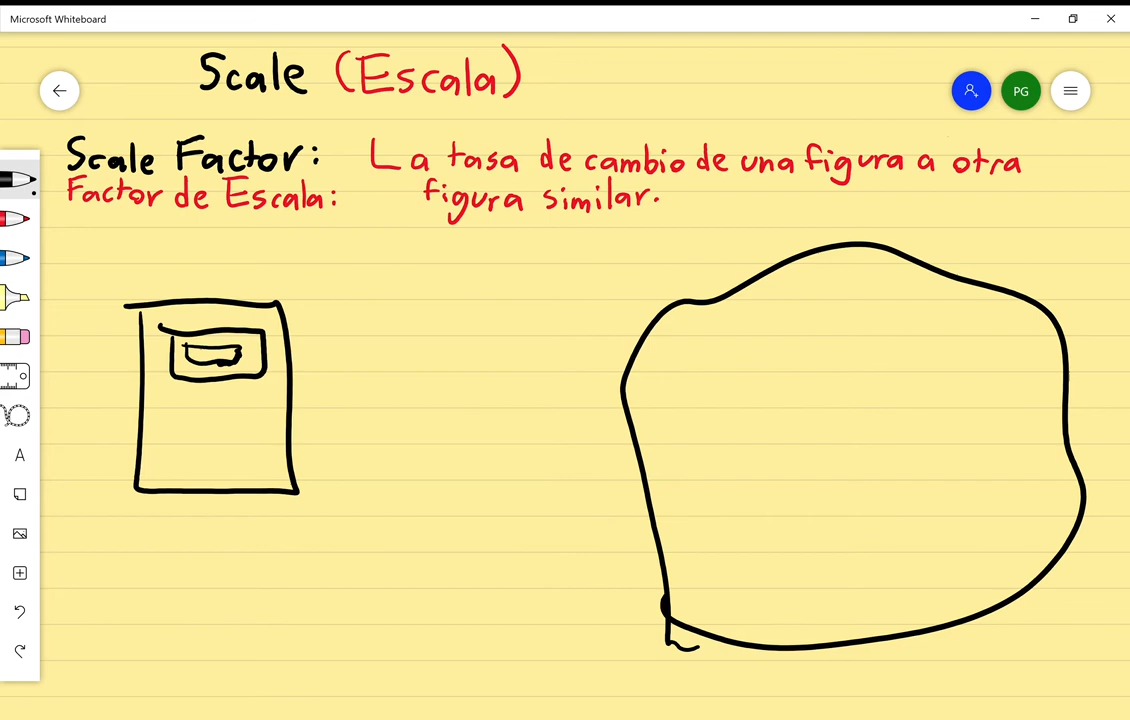 Microsoft Whiteboard
Scale (Escala)
PG
Scale Factor: La tasa de cambio de una figura a otra
Factor de Escala: figura similar.
A